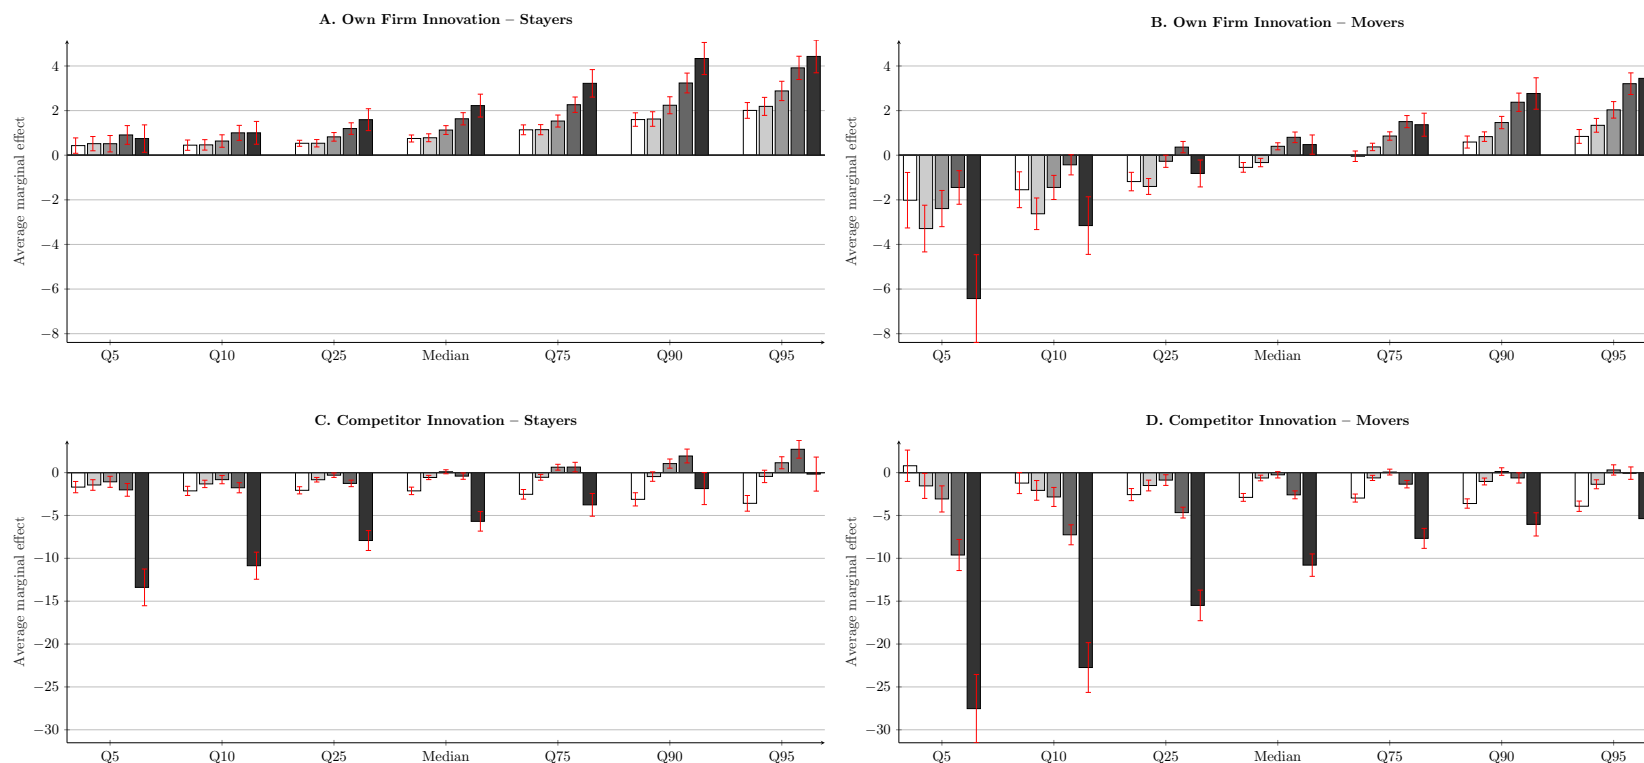 A. Own Firm Innovation – Stayers
Average marginal effect
4
2
0
−2
−4
−6
−8
Q5 Q10 Q25 Median Q75 Q90 Q95
B. Own Firm Innovation – Movers
Average marginal effect
4
2
0
−2
−4
−6
−8
Q5 Q10 Q25 Median Q75 Q90 Q95
C. Competitor Innovation – Stayers
Average marginal effect
0
−5
−10
−15
−20
−25
−30
Q5 Q10 Q25 Median Q75 Q90 Q95
D. Competitor Innovation – Movers
Average marginal effect
0
−5
−10
−15
−20
−25
−30
Q5 Q10 Q25 Median Q75 Q90 Q95